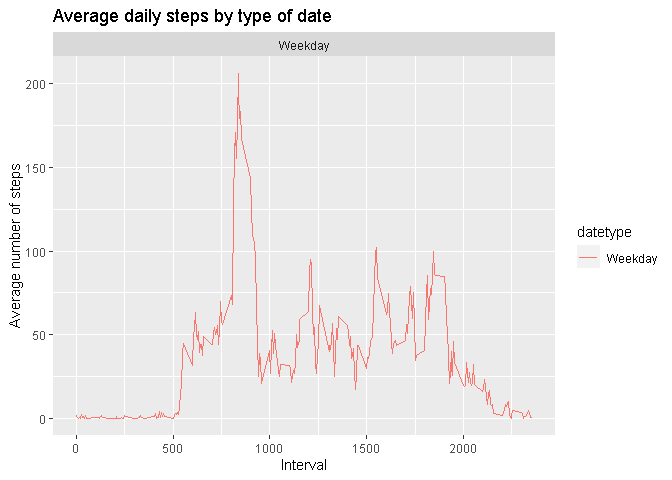 Average daily steps by type of date
Weekday
Average number of steps
200
150
100
50
0
0 500 1000 1500 2000
Interval
datetype
Weekday